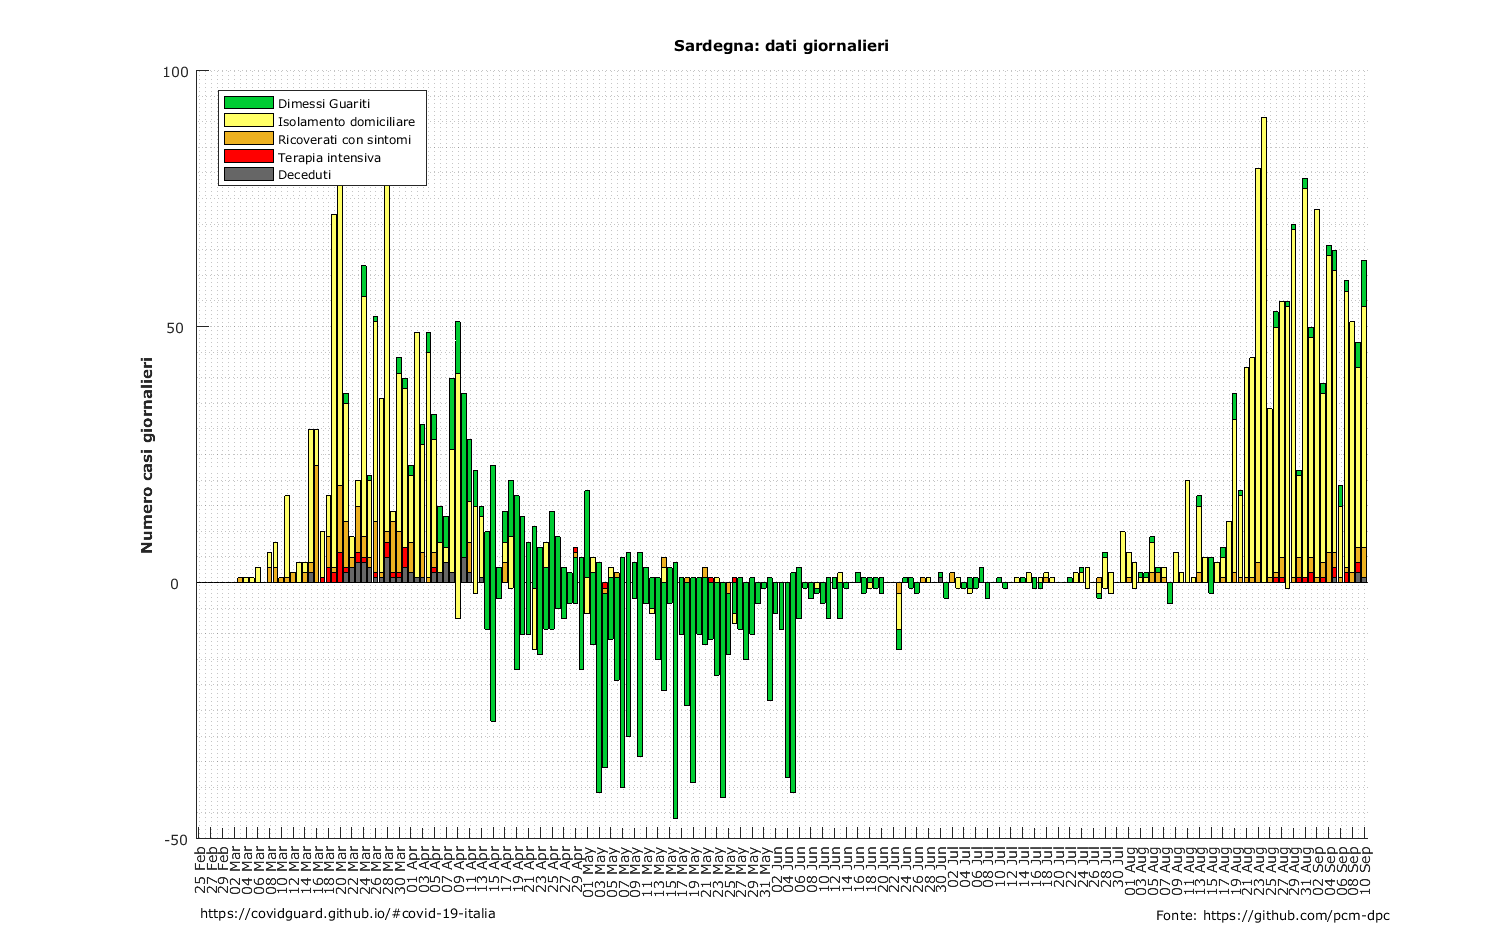 Sardegna: dati giornalieri
Numero casi giornalieri
100
50
0
-50
Dimessi Guariti
Isolamento domiciliare
Ricoverati con sintomi
Terapia intensiva
Deceduti
25 Feb
27 Feb
29 Feb
02 Mar
04 Mar
06 Mar
08 Mar
10 Mar
12 Mar
14 Mar
16 Mar
18 Mar
20 Mar
22 Mar
24 Mar
26 Mar
28 Mar
30 Mar
01 Apr
03 Apr
05 Apr
07 Apr
09 Apr
11 Apr
13 Apr
15 Apr
17 Apr
19 Apr
21 Apr
23 Apr
25 Apr
27 Apr
29 Apr
01 May
03 May
05 May
07 May
09 May
11 May
13 May
15 May
17 May
19 May
21 May
23 May
25 May
27 May
29 May
31 May
02 Jun
04 Jun
06 Jun
08 Jun
10 Jun
12 Jun
14 Jun
16 Jun
18 Jun
20 Jun
22 Jun
24 Jun
26 Jun
28 Jun
30 Jun
02 Jul
04 Jul
06 Jul
08 Jul
10 Jul
12 Jul
14 Jul
16 Jul
18 Jul
20 Jul
22 Jul
24 Jul
26 Jul
28 Jul
30 Jul
01 Aug
03 Aug
05 Aug
07 Aug
09 Aug
11 Aug
13 Aug
15 Aug
17 Aug
19 Aug
21 Aug
23 Aug
25 Aug
27 Aug
29 Aug
31 Aug
02 Sep
04 Sep
06 Sep
08 Sep
10 Sep
https://covidguard.github.io/#covid-19-italia
Fonte: https://github.com/pcm-dpc